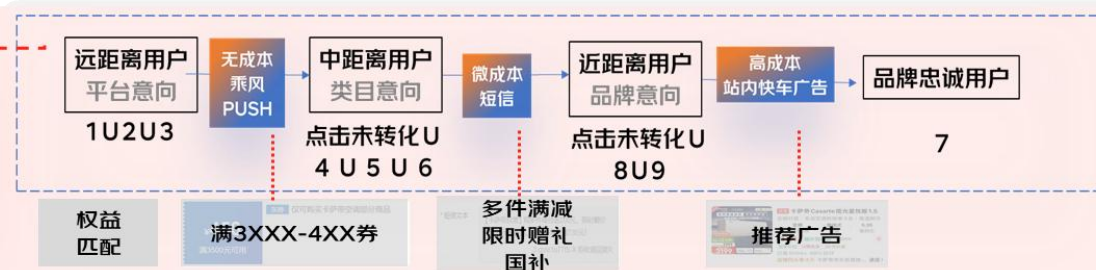 远距离用户
平台意向
1U2U3
无成本
乘风
PUSH
中距离用户
类目意向
点击未转化U
4 U 5 U 6
微成本
短信
近距离用户
品牌意向
点击未转化U
8U9
高成本
站内快车广告
品牌忠诚用户
7
权益
匹配
满3XXX-4XX券
多件满减
限时赠礼
国补
推荐广告